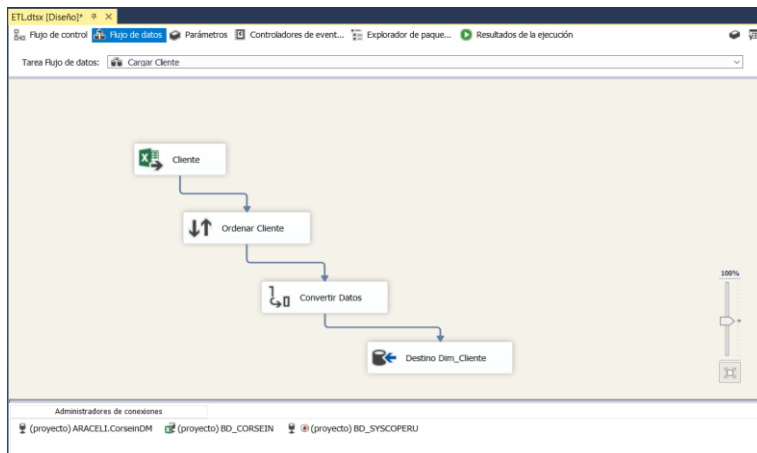 ETL.dtsx [Diseño]*
Flujo de control Flujo de datos Parámetros Controladores de event... Explorador de paque... Resultados de la ejecución
Tarea Flujo de datos: Cargar Cliente
Cliente
Ordenar Cliente
Convertir Datos
Destino Dim_Cliente
100%
Administradores de conexiones
(proyecto) ARACELI.CorseinDM (proyecto) BD_CORSEIN (proyecto) BD_SYSCOPERU